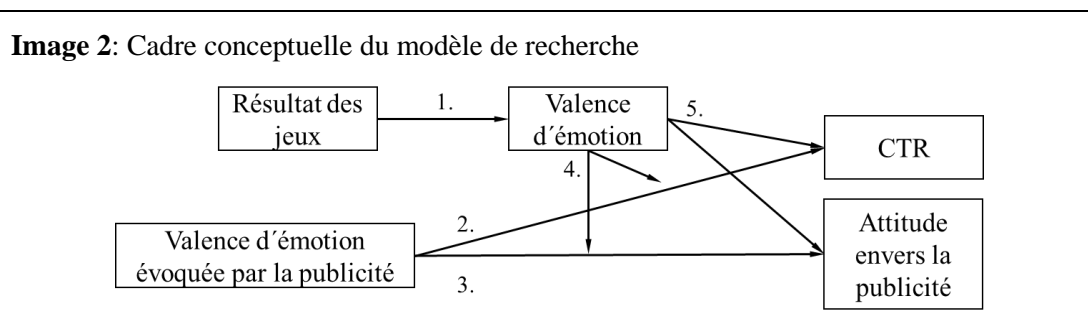 Image 2: Cadre conceptuelle du modèle de recherche
Résultat des
jeux
1.
Valence
d´émotion
5.
CTR
4.
2.
Valence d´émotion
évoquée par la publicité
3.
Attitude
envers la
publicité